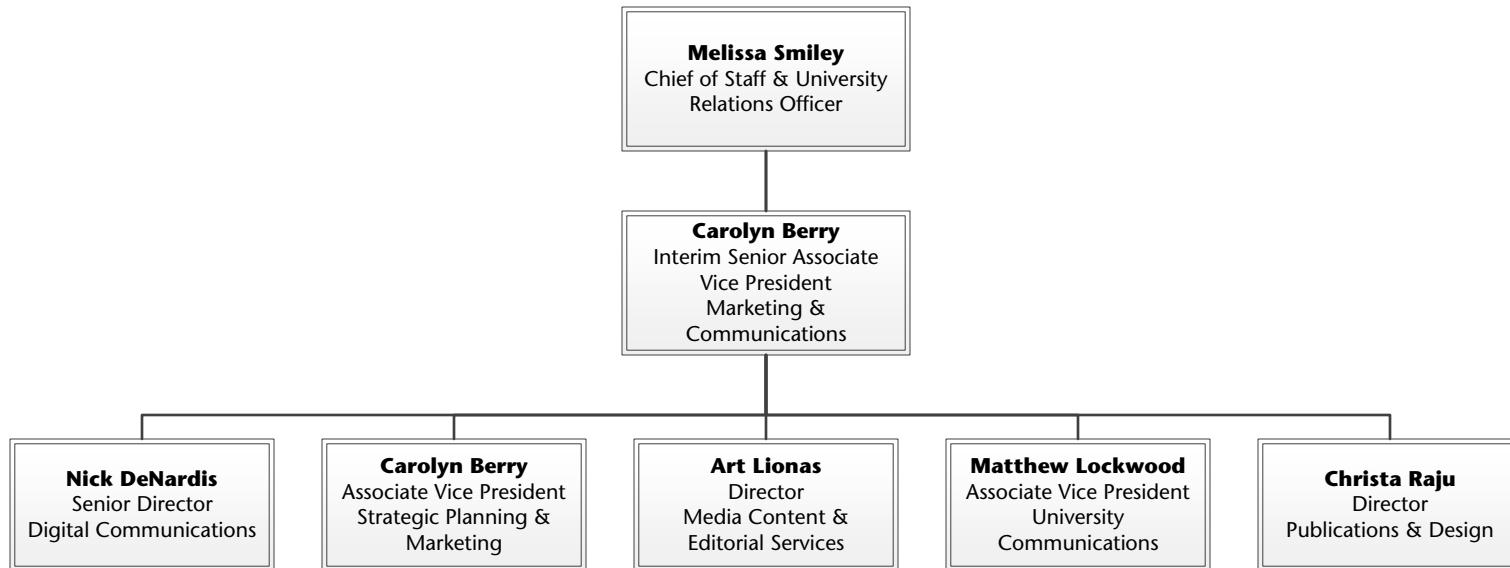 Melissa Smiley
Chief of Staff & University
Relations Officer
Carolyn Berry
Interim Senior Associate
Vice President
Marketing &
Communications
Nick DeNardis
Senior Director
Digital Communications
Carolyn Berry
Associate Vice President
Strategic Planning &
Marketing
Art Lionas
Director
Media Content &
Editorial Services
Matthew Lockwood
Associate Vice President
University
Communications
Christa Raju
Director
Publications & Design